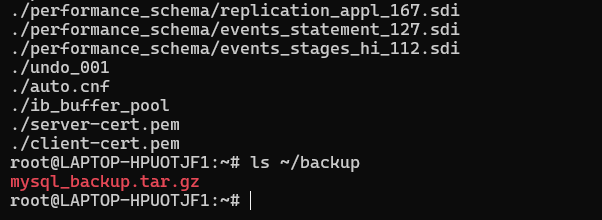 ./performance_schema/replication_appl_167.sdi
./performance_schema/events_statement_127.sdi
./performance_schema/events_stages_hi_112.sdi
./undo_001
./auto.cnf
./ib_buffer_pool
./server-cert.pem
./client-cert.pem
root@LAPTOP-HPUOTJF1:~# ls ~/backup
mysql_backup.tar.gz
root@LAPTOP-HPUOTJF1:~#